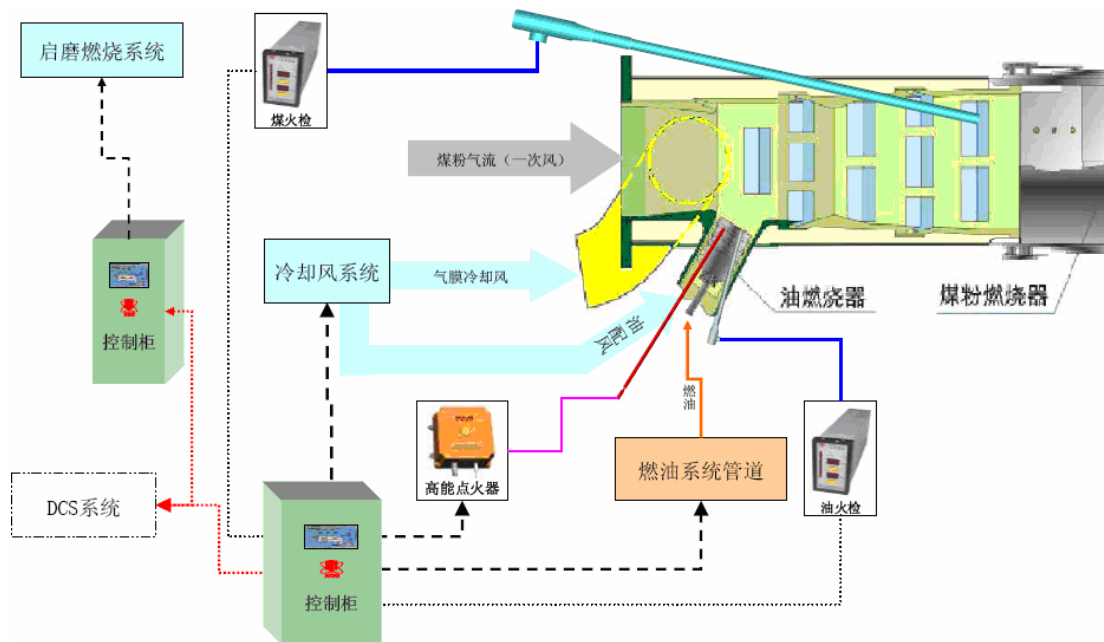 启磨燃烧系统
煤火检
煤粉气流（一次风）
冷却风系统
气膜冷却风
油配风
油燃烧器
煤粉燃烧器
控制柜
燃油
高能点火器
燃油系统管道
油火检
DCS系统
控制柜